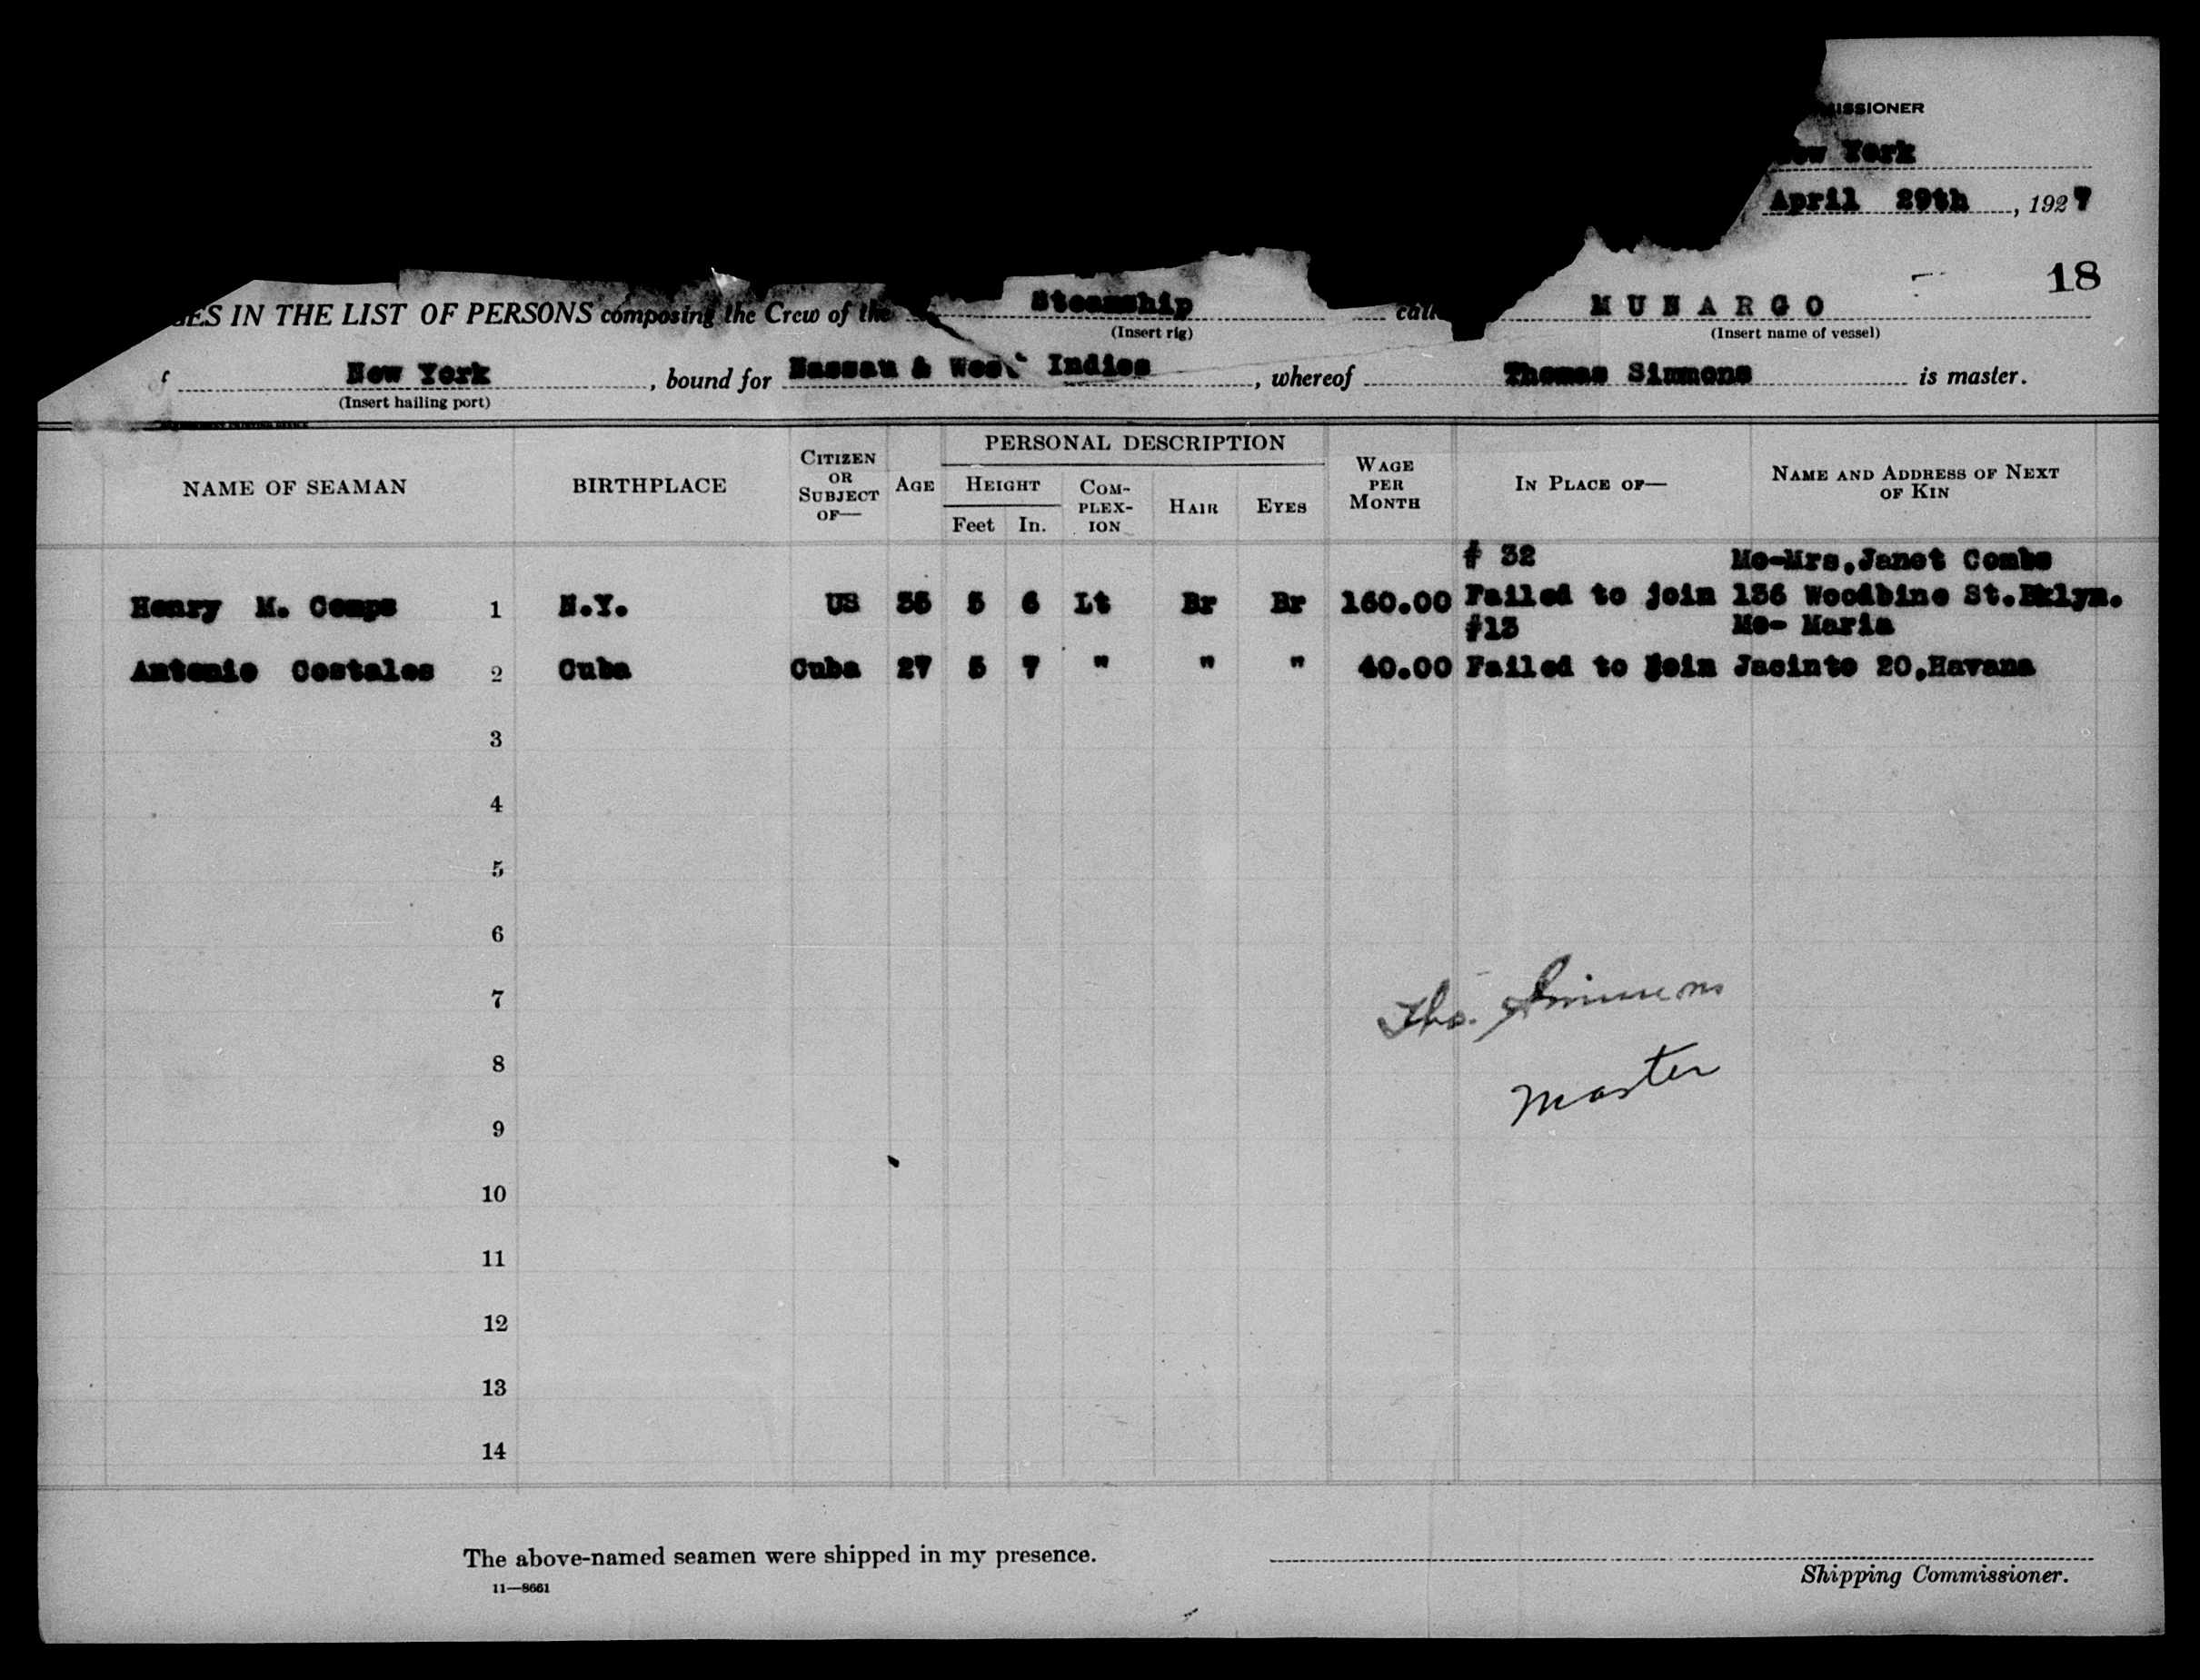 ISSIONER
New York
April 29th, 1927
18
GES IN THE LIST OF PERSONS composing the Crew of the Steamship call MUNARGO
(Insert rig) (Insert name of vessel)
New York, bound for Nassau & West Indies, whereof Thomas Simmons is master.
(Insert hailing port)
NAME OF SEAMAN BIRTHPLACE CITIZEN OR SUBJECT OF— AGE PERSONAL DESCRIPTION WAGE PER MONTH IN PLACE OF— NAME AND ADDRESS OF NEXT OF KIN
HEIGHT COM-PLEX-ION HAIR EYES
Feet In.
# 32 Mo-Mrs.Janet Combs
Henry M. Comps 1 N.Y. US 35 5 6 Lt Br Br 160.00 Failed to join 136 Woodbine St.Bklyn.
#13 Mo- Maria
Antonio Costales 2 Cuba Cuba 27 5 7 " " " 40.00 Failed to join Jacinto 20,Havana
3
4
5
6
7
Tho. Simmons
8
Master
9
10
11
12
13
14
The above-named seamen were shipped in my presence.
11—8661
Shipping Commissioner.